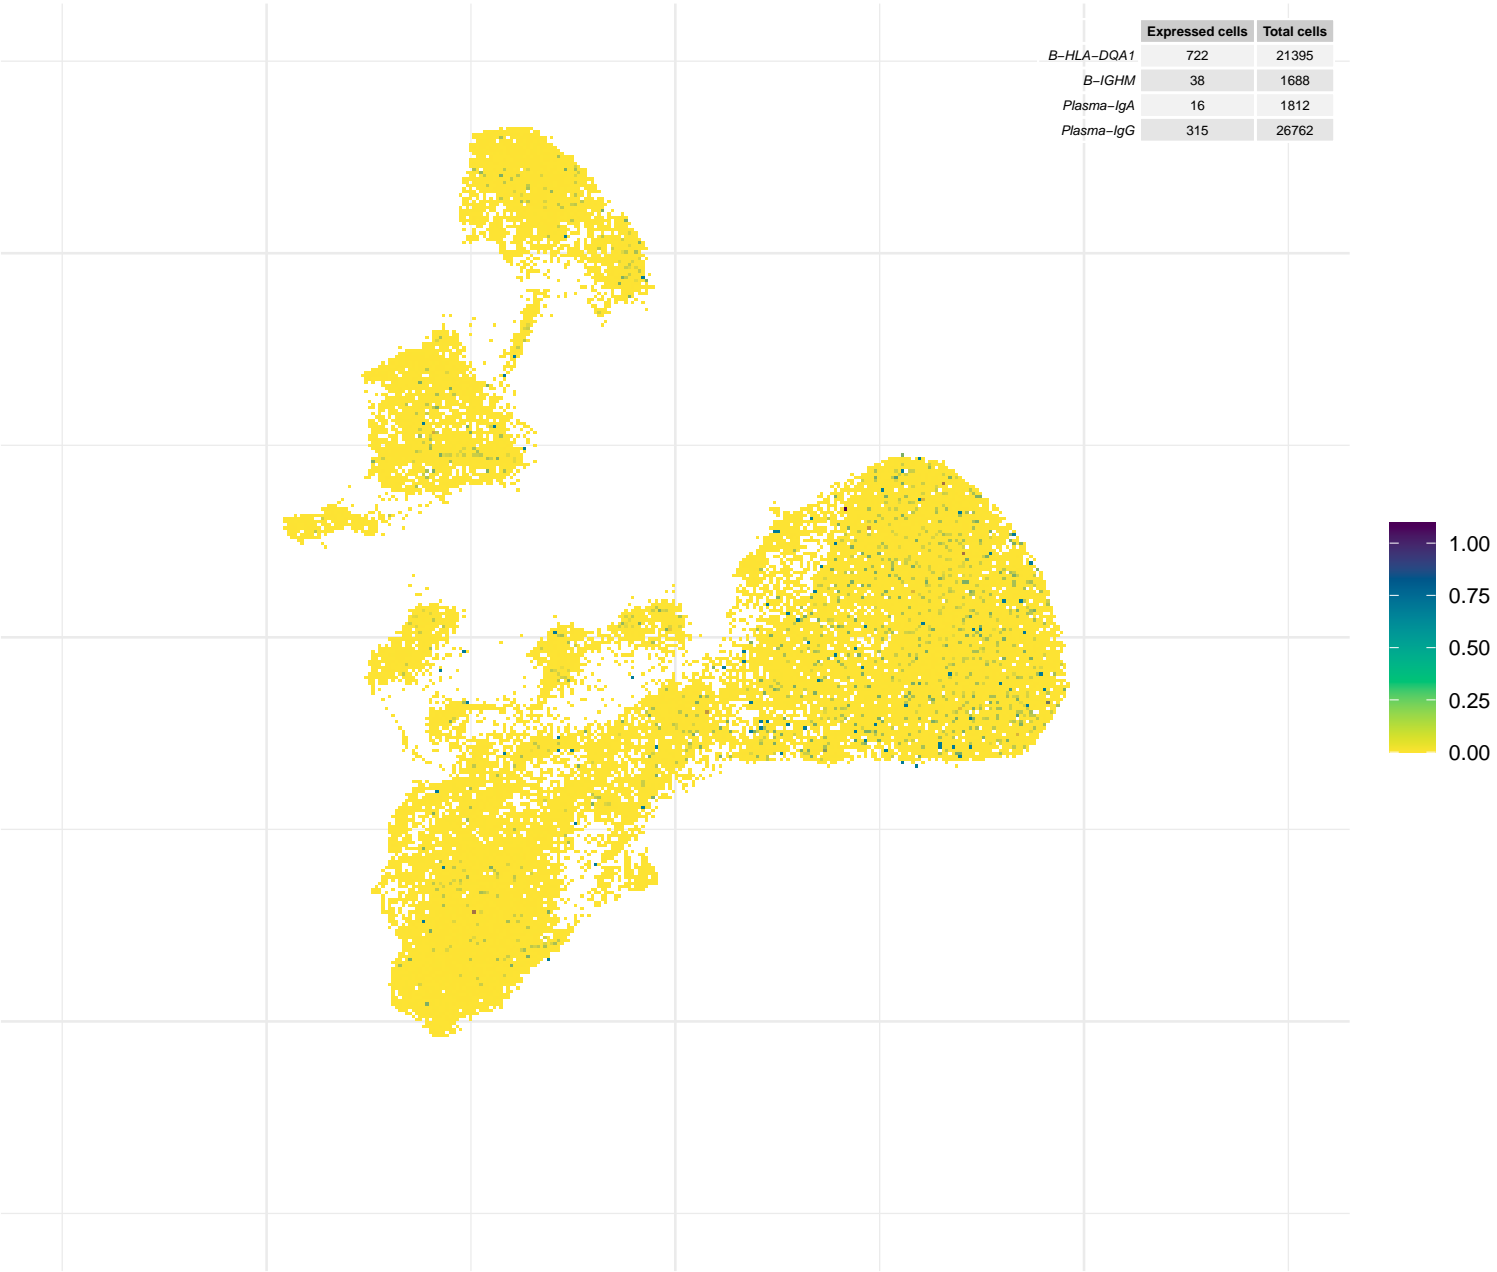 Expressed cells Total cells
B−HLA−DQA1 722 21395
B−IGHM 38 1688
Plasma−IgA 16 1812
Plasma−IgG 315 26762
1.00
0.75
0.50
0.25
0.00